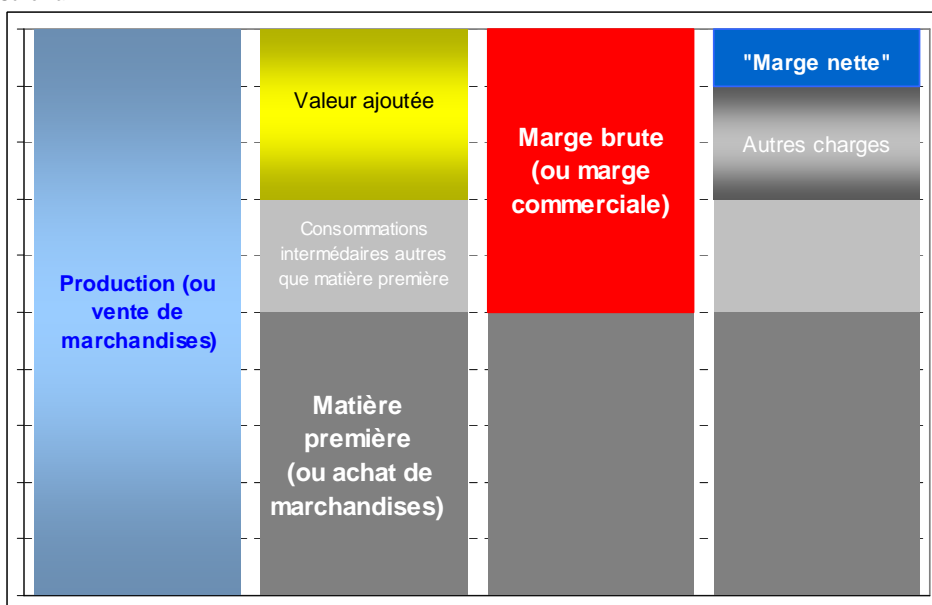 Production (ou
vente de
marchandises)
Valeur ajoutée
Consommations
intermédaires autres
que matière première
Matière
première
(ou achat de
marchandises)
Marge brute
(ou marge
commerciale)
"Marge nette"
Autres charges